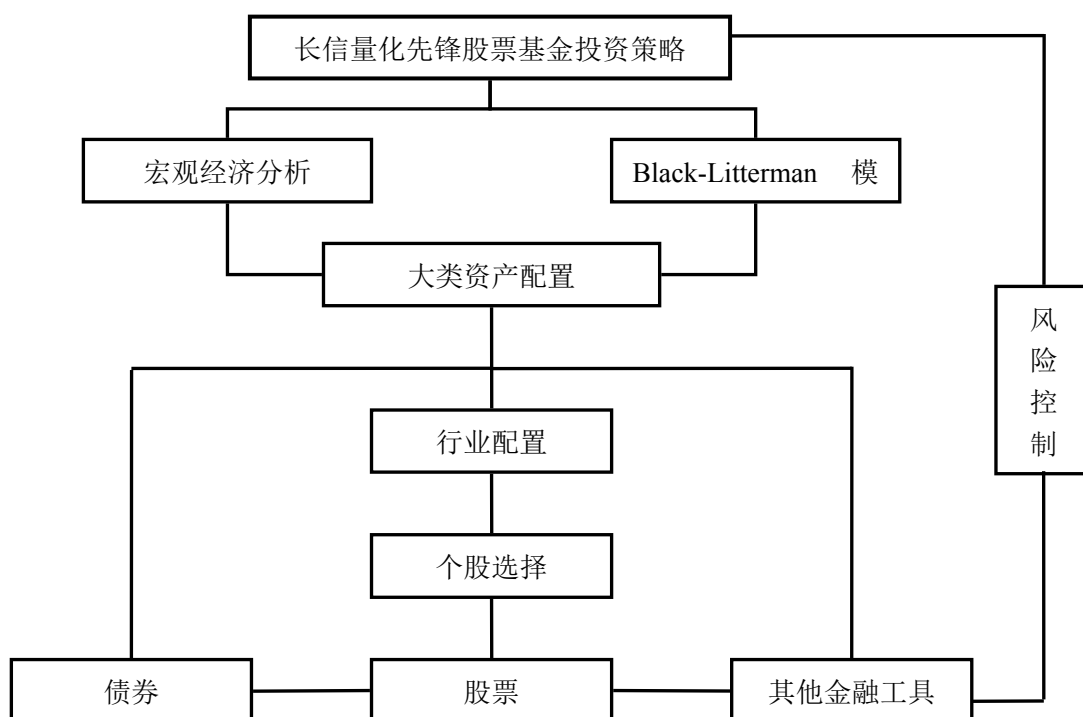 长信量化先锋股票基金投资策略
宏观经济分析
Black-Litterman 模
大类资产配置
风
险
控
制
行业配置
个股选择
债券
股票
其他金融工具